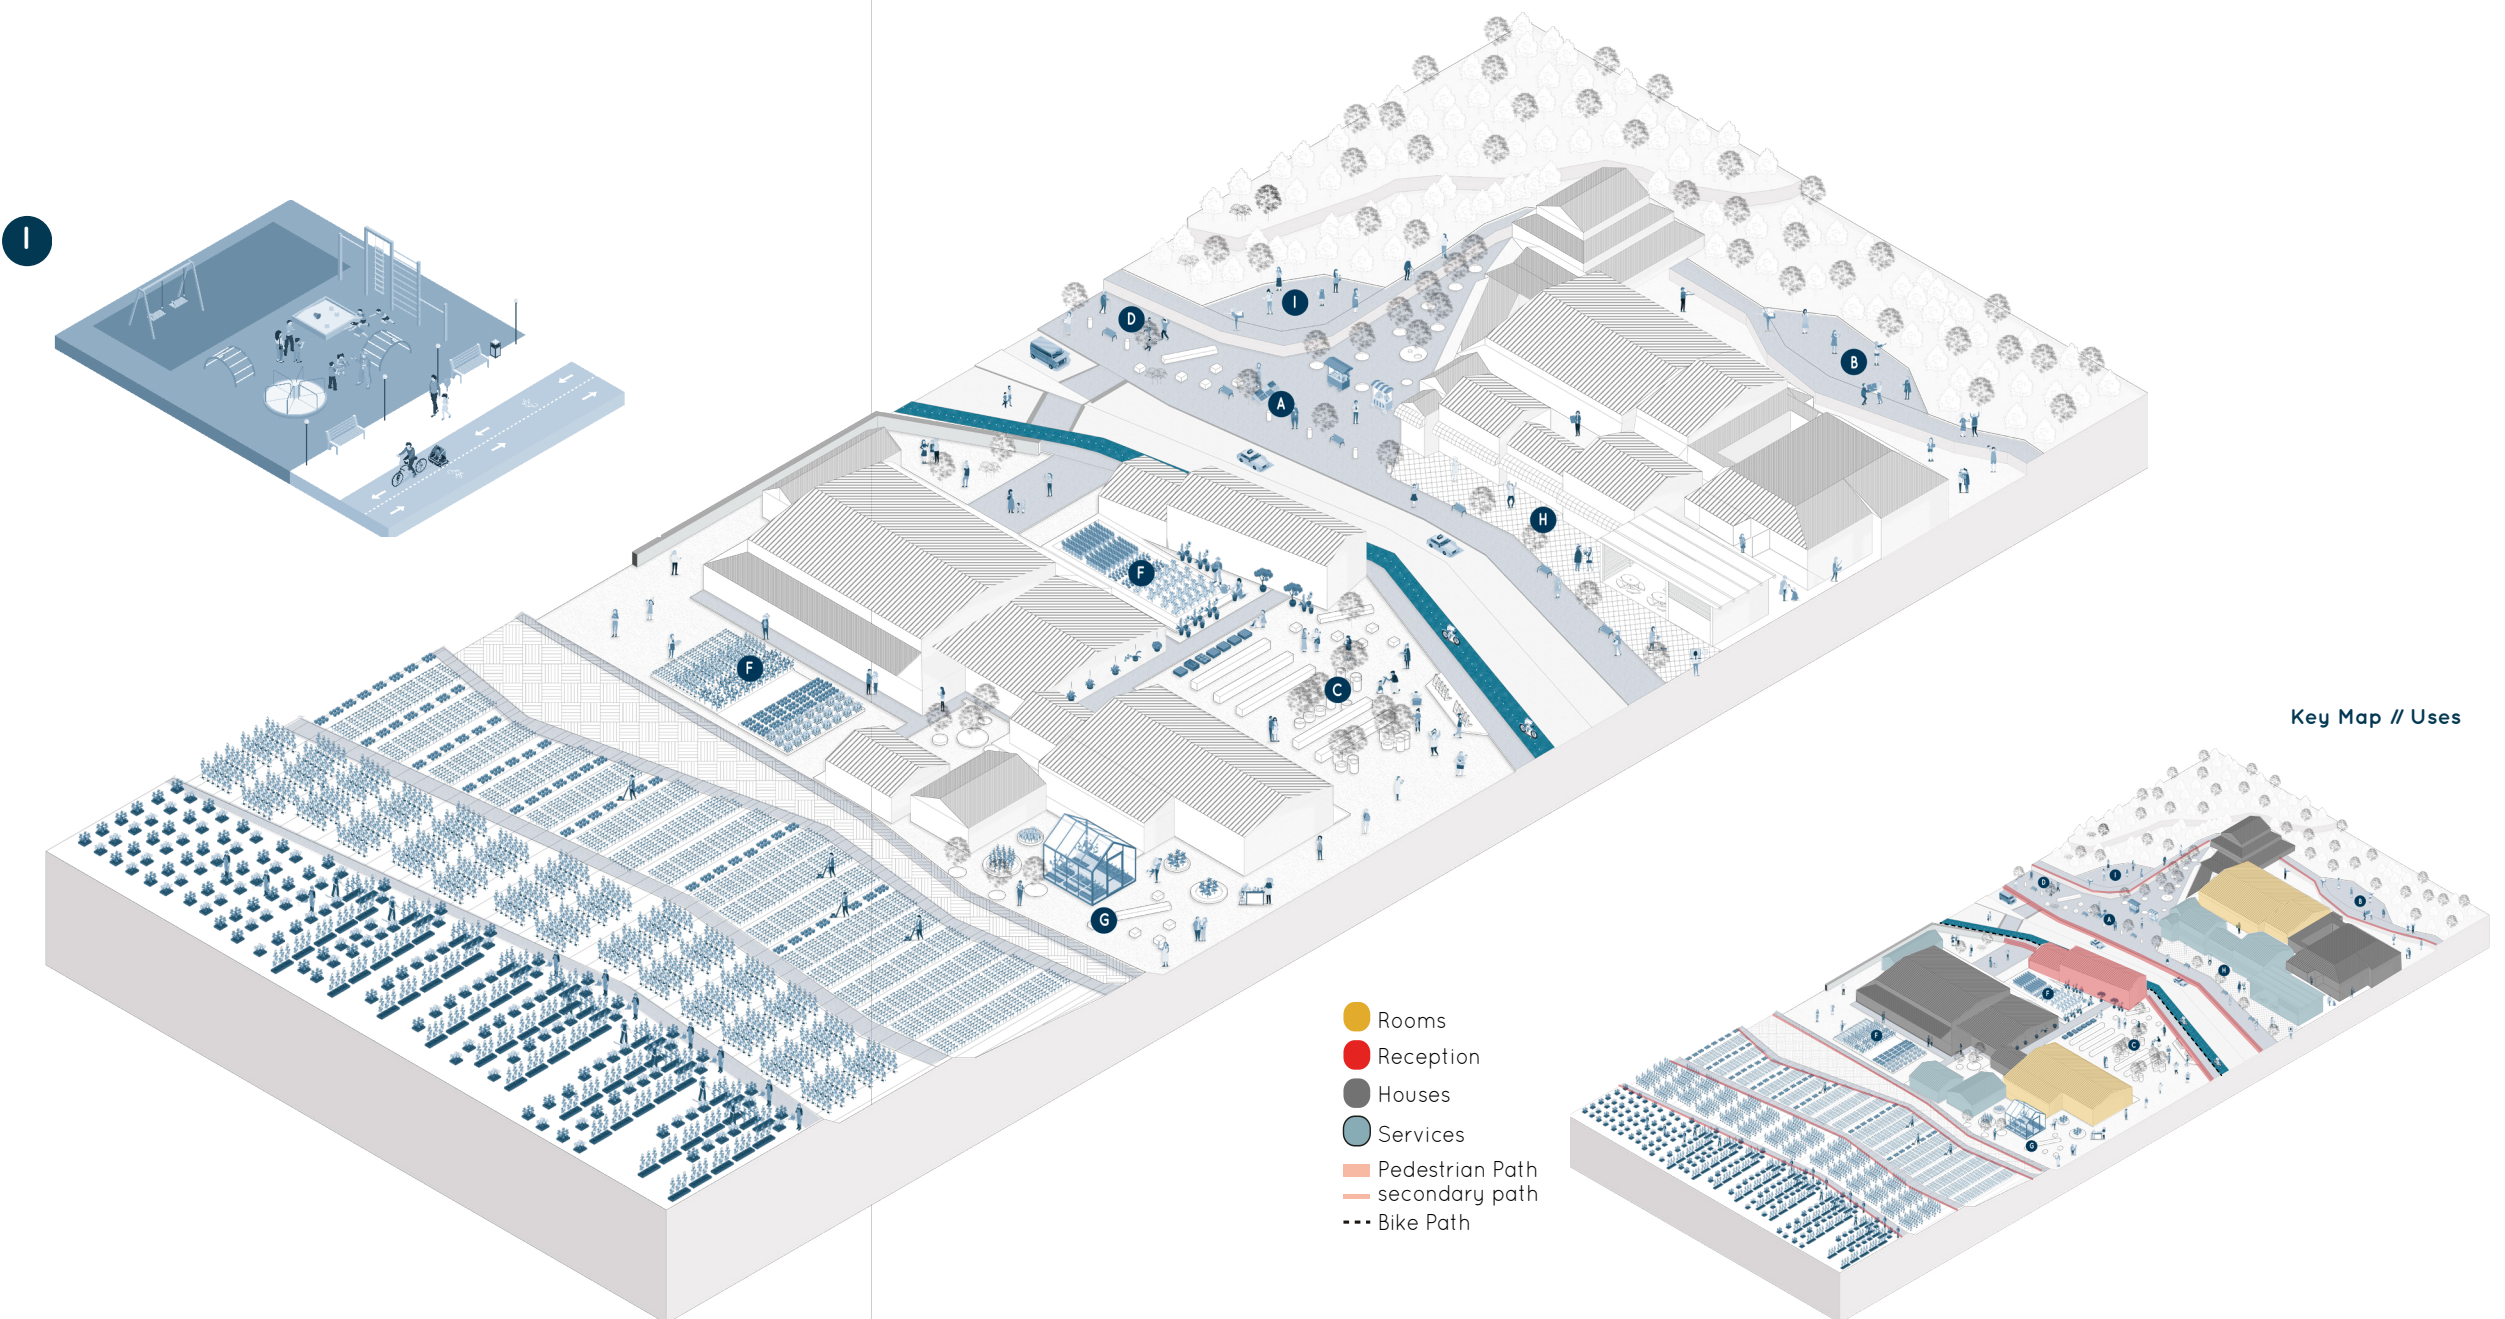 I
I
D
B
A
H
F
F
C
G
Key Map // Uses
D
I
B
A
H
F
F
C
G
Rooms
Reception
Houses
Services
Pedestrian Path
secondary path
Bike Path